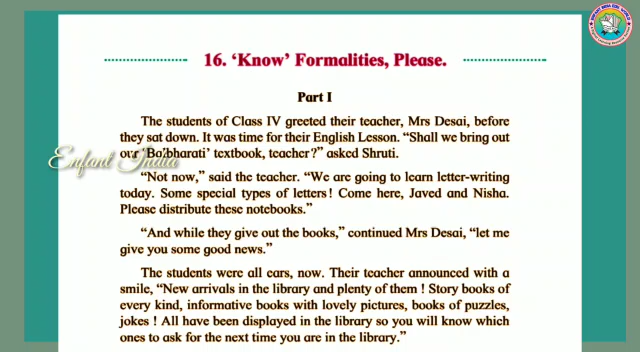 16. ‘Know’ Formalities, Please.
Part I
The students of Class IV greeted their teacher, Mrs Desai, before
they sat down. It was time for their English Lesson. “Shall we bring out
our ‘Balbharati’ textbook, teacher?” asked Shruti.
Enfant India
“Not now,” said the teacher. “We are going to learn letter-writing
today. Some special types of letters! Come here, Javed and Nisha.
Please distribute these notebooks.”
“And while they give out the books,” continued Mrs Desai, “let me
give you some good news.”
The students were all ears, now. Their teacher announced with a
smile, “New arrivals in the library and plenty of them ! Story books of
every kind, informative books with lovely pictures, books of puzzles,
jokes ! All have been displayed in the library so you will know which
ones to ask for the next time you are in the library.”